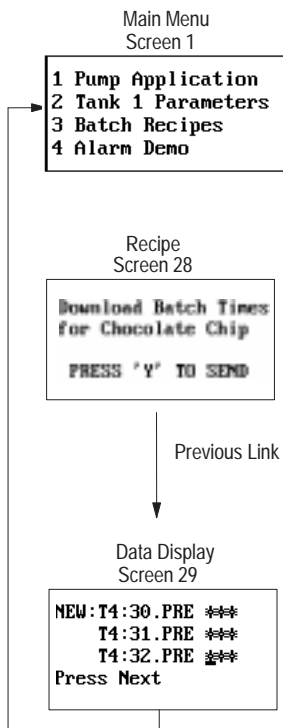 Main Menu
Screen 1
1 Pump Application
2 Tank 1 Parameters
3 Batch Recipes
4 Alarm Demo
Recipe
Screen 28
Download Batch Times
for Chocolate Chip
PRESS 'Y' TO SEND
Previous Link
Data Display
Screen 29
NEW:T4:30.PRE ***
T4:31.PRE ***
T4:32.PRE ***
Press Next